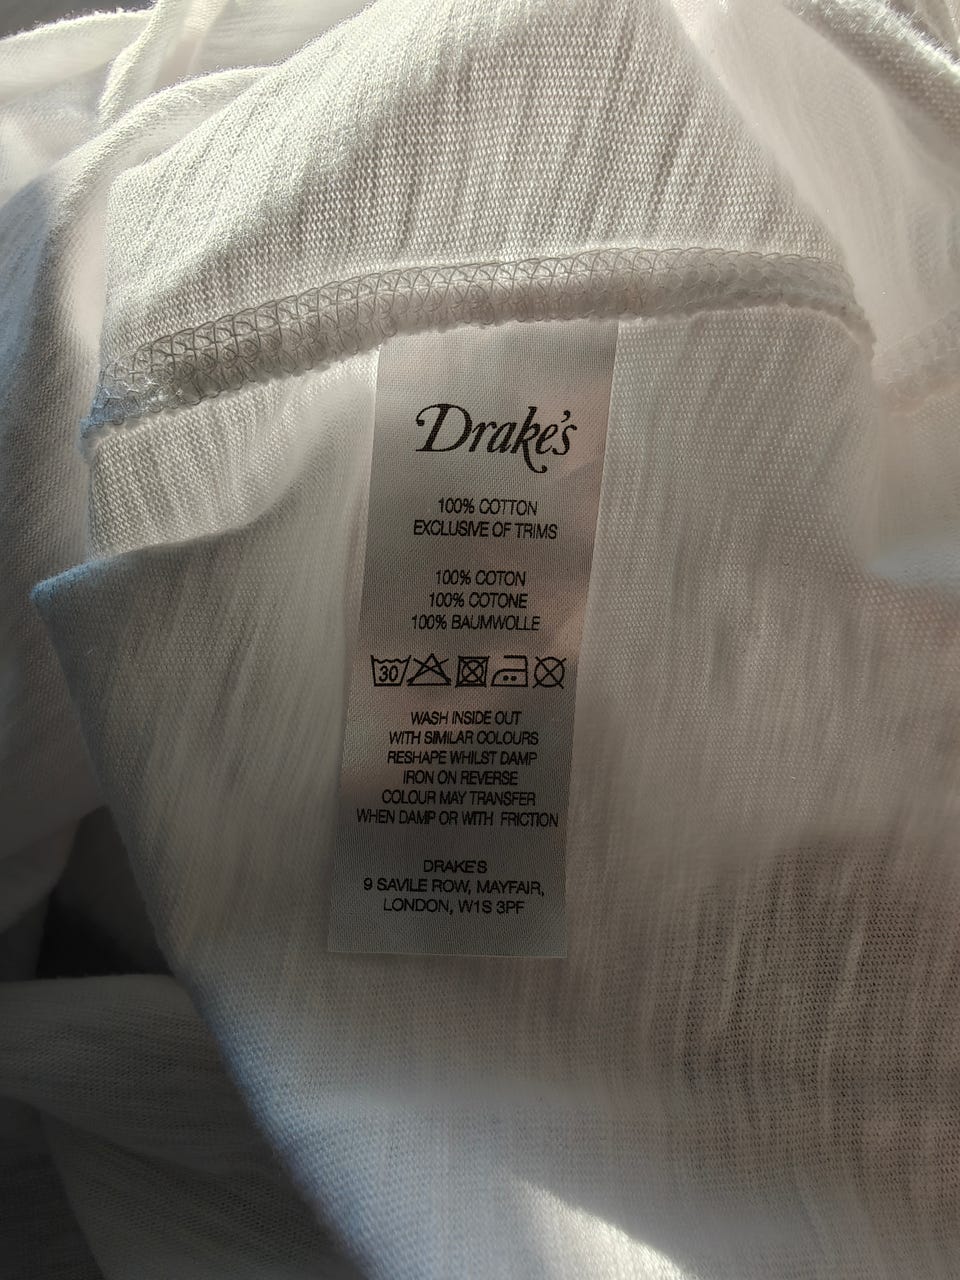 Drake's
100% COTTON
EXCLUSIVE OF TRIMS
100% COTON
100% COTONE
100% BAUMWOLLE
30
WASH INSIDE OUT
WITH SIMILAR COLOURS
RESHAPE WHILST DAMP
IRON ON REVERSE
COLOUR MAY TRANSFER
WHEN DAMP OR WITH FRICTION
DRAKE'S
9 SAVILE ROW, MAYFAIR,
LONDON, W1S 3PF